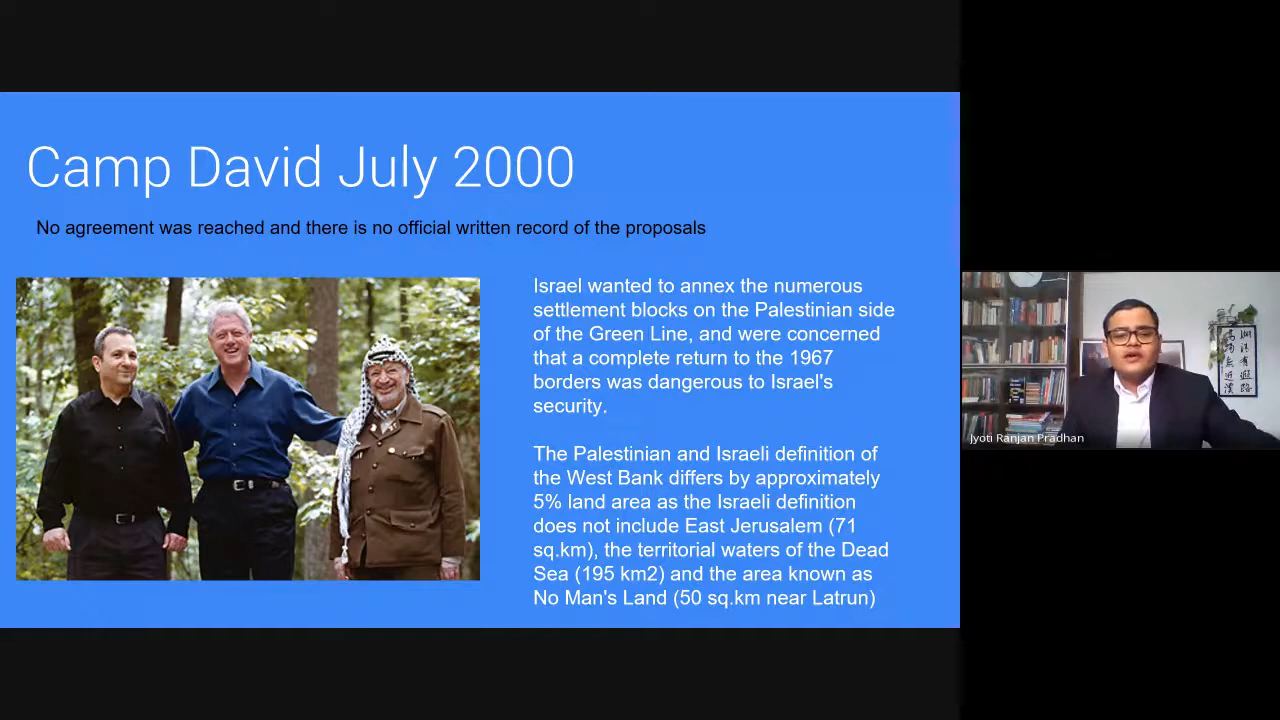 Camp David July 2000
No agreement was reached and there is no official written record of the proposals
Israel wanted to annex the numerous
settlement blocks on the Palestinian side
of the Green Line, and were concerned
that a complete return to the 1967
borders was dangerous to Israel's
security.
The Palestinian and Israeli definition of
the West Bank differs by approximately
5% land area as the Israeli definition
does not include East Jerusalem (71
sq.km), the territorial waters of the Dead
Sea (195 km2) and the area known as
No Man's Land (50 sq.km near Latrun)
Jyoti Ranjan Pradhan